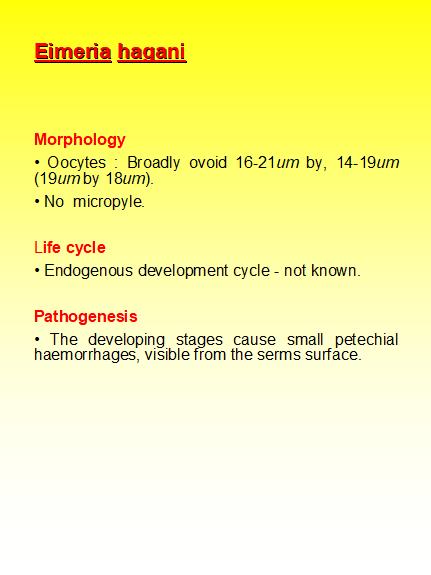 Eimeria hagani
Morphology
• Oocytes : Broadly ovoid 16-21um by, 14-19um
(19um by 18um).
• No micropyle.
Life cycle
• Endogenous development cycle - not known.
Pathogenesis
• The developing stages cause small petechial
haemorrhages, visible from the serms surface.